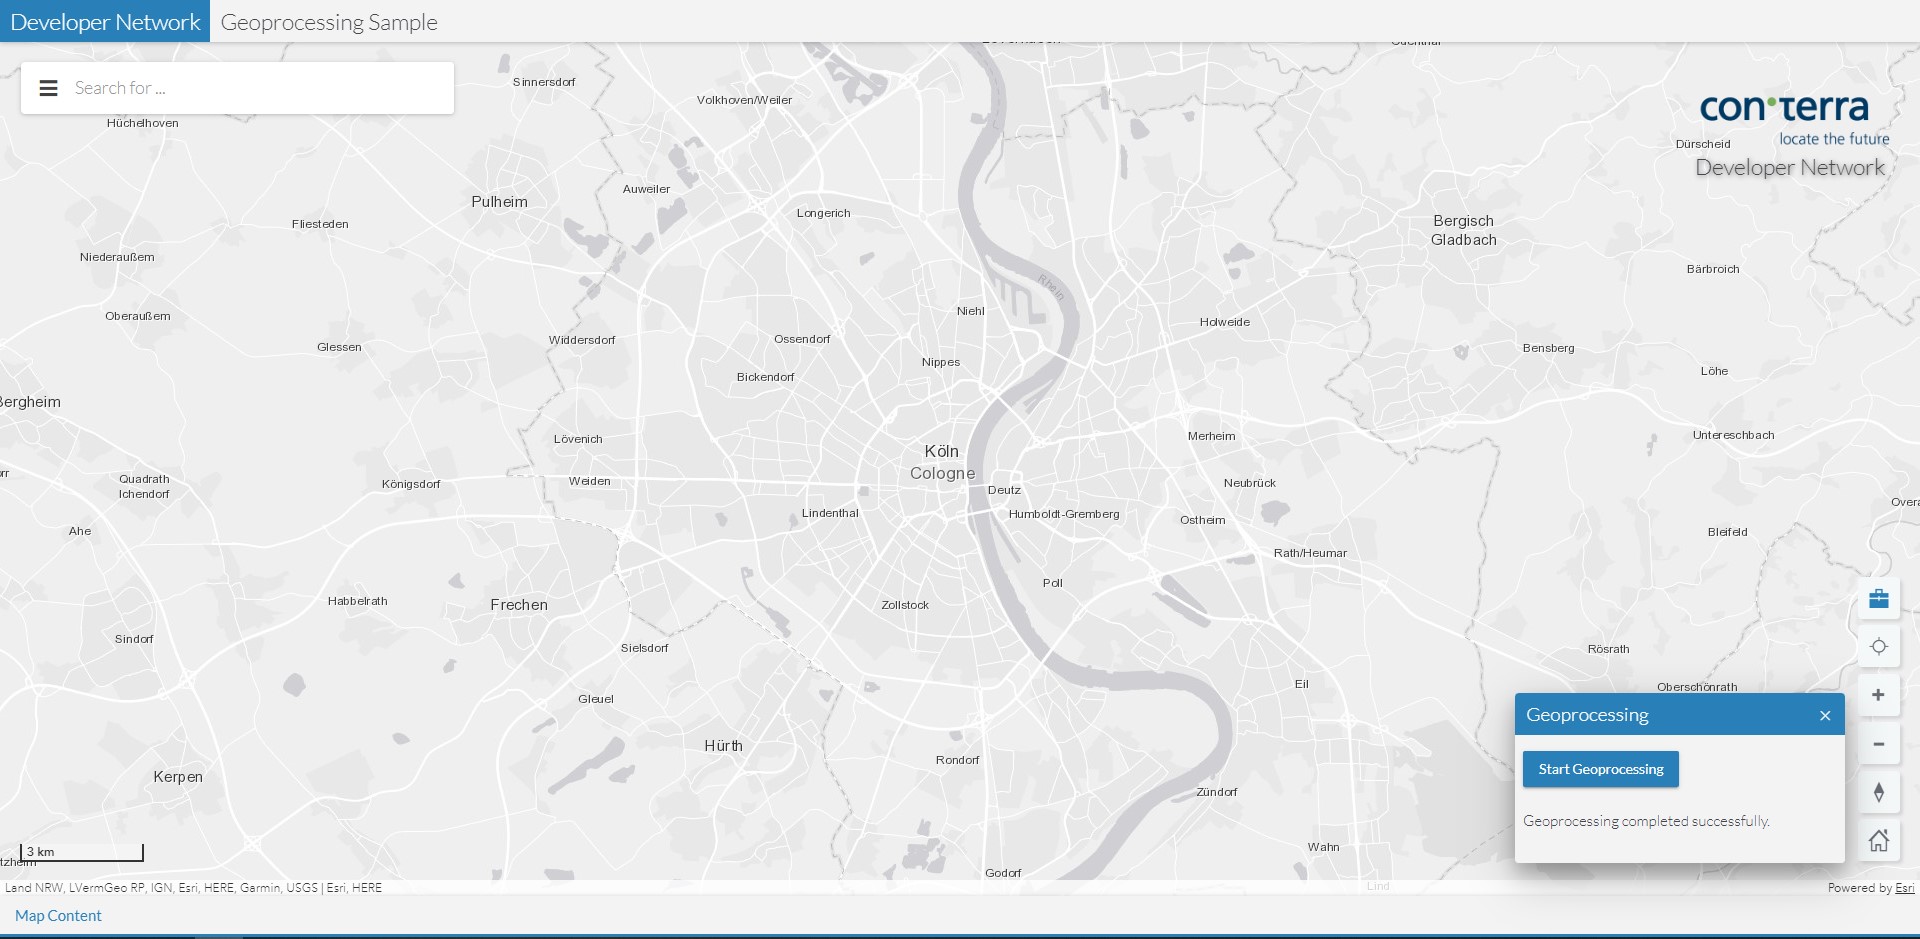 Developer Network
Geoprocessing Sample
Search for ...
con terra
locate the future
Developer Network
Sinnersdorf
Volkhoven/Weiler
Hüchelhoven
Dürscheid
Auweiler
Pulheim
Longerich
Fliesteden
Bergisch
Gladbach
Niederaußem
Bärbroich
Rhein
Oberaußem
Niehl
Holweide
Glessen
Widdersdorf
Ossendorf
Bensberg
Nippes
Löhe
Bickendorf
Bergheim
Lövenich
Merheim
Untereschbach
Köln
Cologne
Quadrath
Ichendorf
Königsdorf
Weiden
Deutz
Neubrück
Lindenthal
Humboldt-Gremberg
Ostheim
Ahe
Bleifeld
Rath/Heumar
Poll
Habbelrath
Frechen
Zollstock
Sindorf
Sielsdorf
Rösrath
Eil
Oberschönrath
Gleuel
Hürth
Rondorf
Kerpen
Zündorf
Wahn
Godorf
Lind
Geoprocessing
Start Geoprocessing
Geoprocessing completed successfully.
3 km
Land NRW, LVermGeo RP, IGN, Esri, HERE, Garmin, USGS | Esri, HERE
Powered by Esri
Map Content